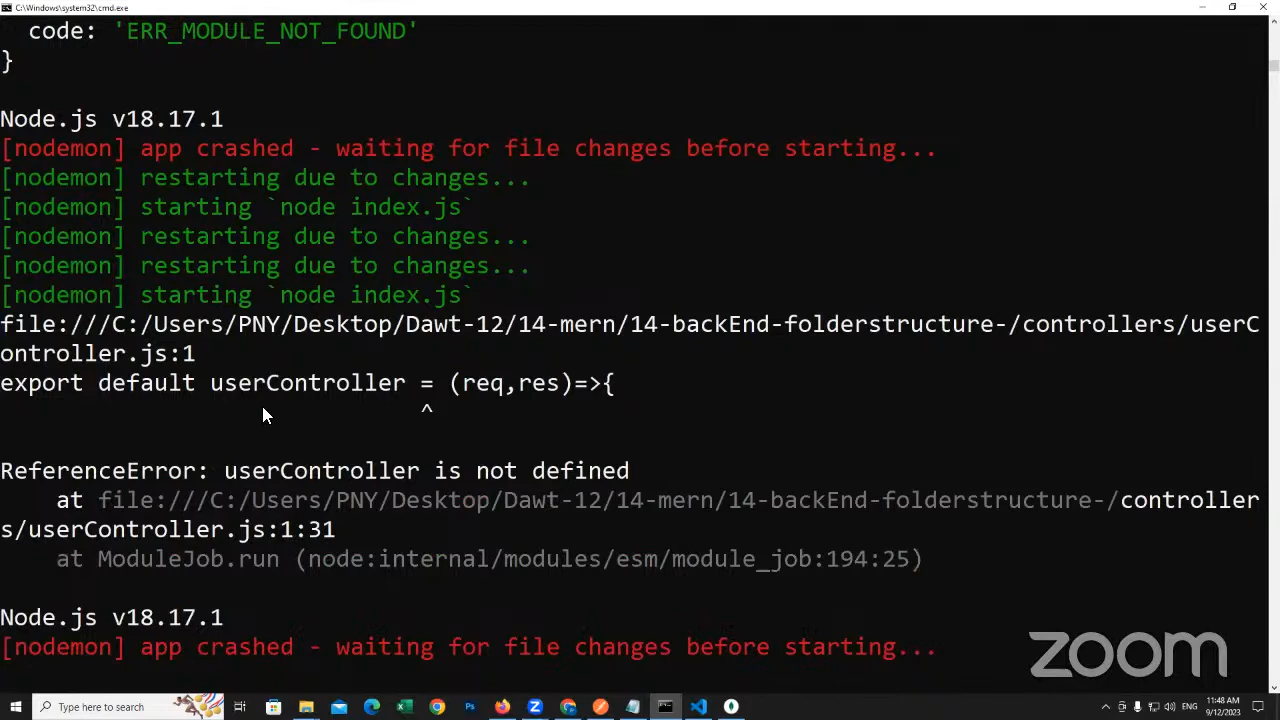 C:\Windows\system32\cmd.exe
code: 'ERR_MODULE_NOT_FOUND'
}
Node.js v18.17.1
[nodemon] app crashed - waiting for file changes before starting...
[nodemon] restarting due to changes...
[nodemon] starting `node index.js`
[nodemon] restarting due to changes...
[nodemon] restarting due to changes...
[nodemon] starting `node index.js`
file:///C:/Users/PNY/Desktop/Dawt-12/14-mern/14-backEnd-folderstructure-/controllers/userC
ontroller.js:1
export default userController = (req,res)=>{
^
ReferenceError: userController is not defined
at file:///C:/Users/PNY/Desktop/Dawt-12/14-mern/14-backEnd-folderstructure-/controller
s/userController.js:1:31
at ModuleJob.run (node:internal/modules/esm/module_job:194:25)
Node.js v18.17.1
[nodemon] app crashed - waiting for file changes before starting...
zoom
Type here to search
ENG
11:48 AM
9/12/2023